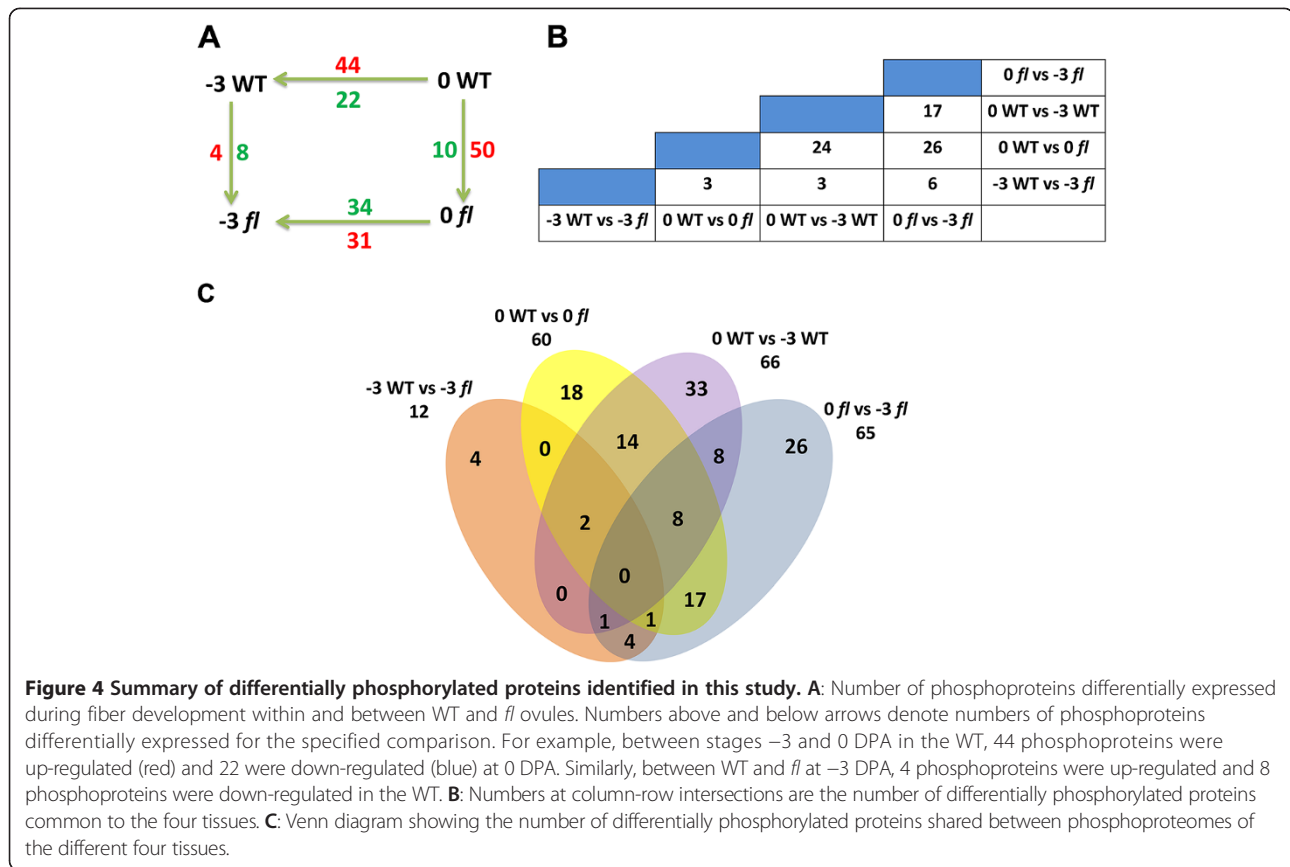 A
-3 WT
44
22
0 WT
4
8
10
50
-3 fl
34
31
0 fl
B
0 fl vs -3 fl
17
0 WT vs -3 WT
24
26
0 WT vs 0 fl
3
3
6
-3 WT vs -3 fl
-3 WT vs -3 fl
0 WT vs 0 fl
0 WT vs -3 WT
0 fl vs -3 fl
C
0 WT vs 0 fl
60
0 WT vs -3 WT
66
-3 WT vs -3 fl
12
0 fl vs -3 fl
65
18
33
4
0
14
8
26
2
8
0
0
17
1
1
4
Figure 4 Summary of differentially phosphorylated proteins identified in this study. A: Number of phosphoproteins differentially expressed
during fiber development within and between WT and fl ovules. Numbers above and below arrows denote numbers of phosphoproteins
differentially expressed for the specified comparison. For example, between stages −3 and 0 DPA in the WT, 44 phosphoproteins were
up-regulated (red) and 22 were down-regulated (blue) at 0 DPA. Similarly, between WT and fl at −3 DPA, 4 phosphoproteins were up-regulated and 8
phosphoproteins were down-regulated in the WT. B: Numbers at column-row intersections are the number of differentially phosphorylated proteins
common to the four tissues. C: Venn diagram showing the number of differentially phosphorylated proteins shared between phosphoproteomes of
the different four tissues.